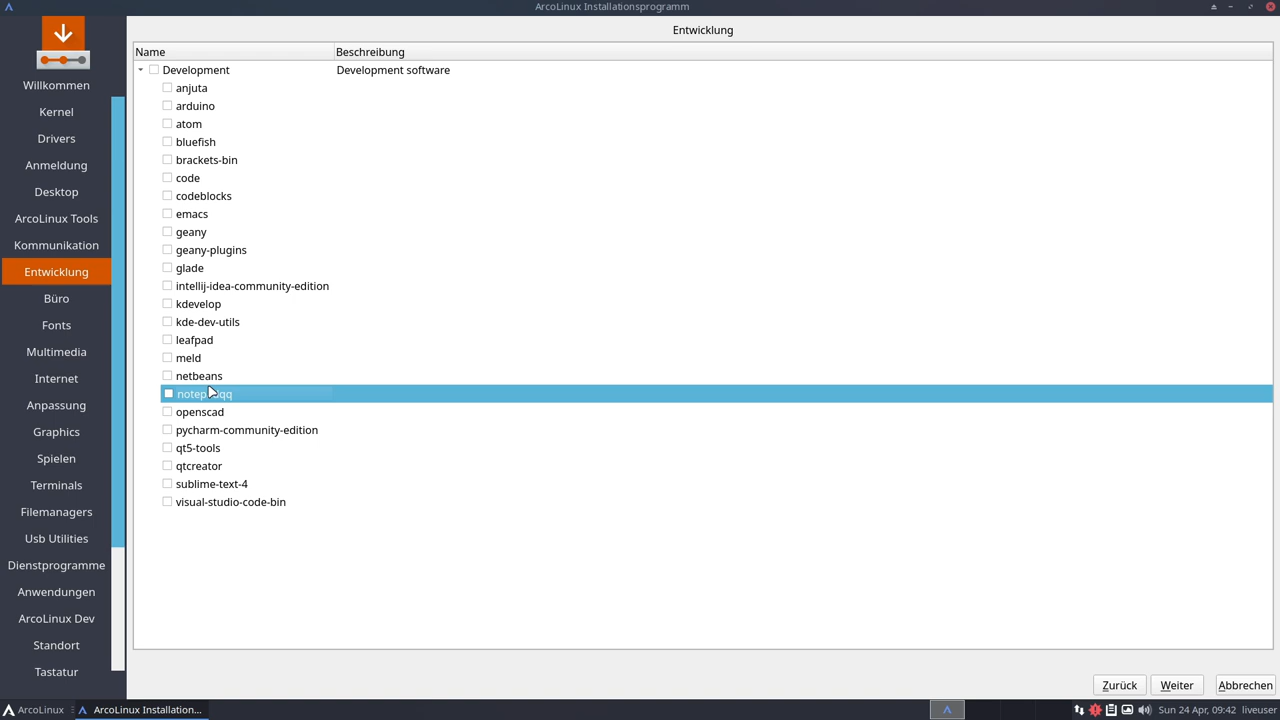 ArcoLinux Installationsprogramm
Willkommen
Kernel
Drivers
Anmeldung
Desktop
ArcoLinux Tools
Kommunikation
Entwicklung
Büro
Fonts
Multimedia
Internet
Anpassung
Graphics
Spielen
Terminals
Filemanagers
Usb Utilities
Dienstprogramme
Anwendungen
ArcoLinux Dev
Standort
Tastatur
Entwicklung
Name Beschreibung
Development Development software
anjuta
arduino
atom
bluefish
brackets-bin
code
codeblocks
emacs
geany
geany-plugins
glade
intellij-idea-community-edition
kdevelop
kde-dev-utils
leafpad
meld
netbeans
openscad
pycharm-community-edition
qt5-tools
qtcreator
sublime-text-4
visual-studio-code-bin
Zurück Weiter Abbrechen
ArcoLinux ArcoLinux Installation... Sun 24 Apr, 09:42 liveuser